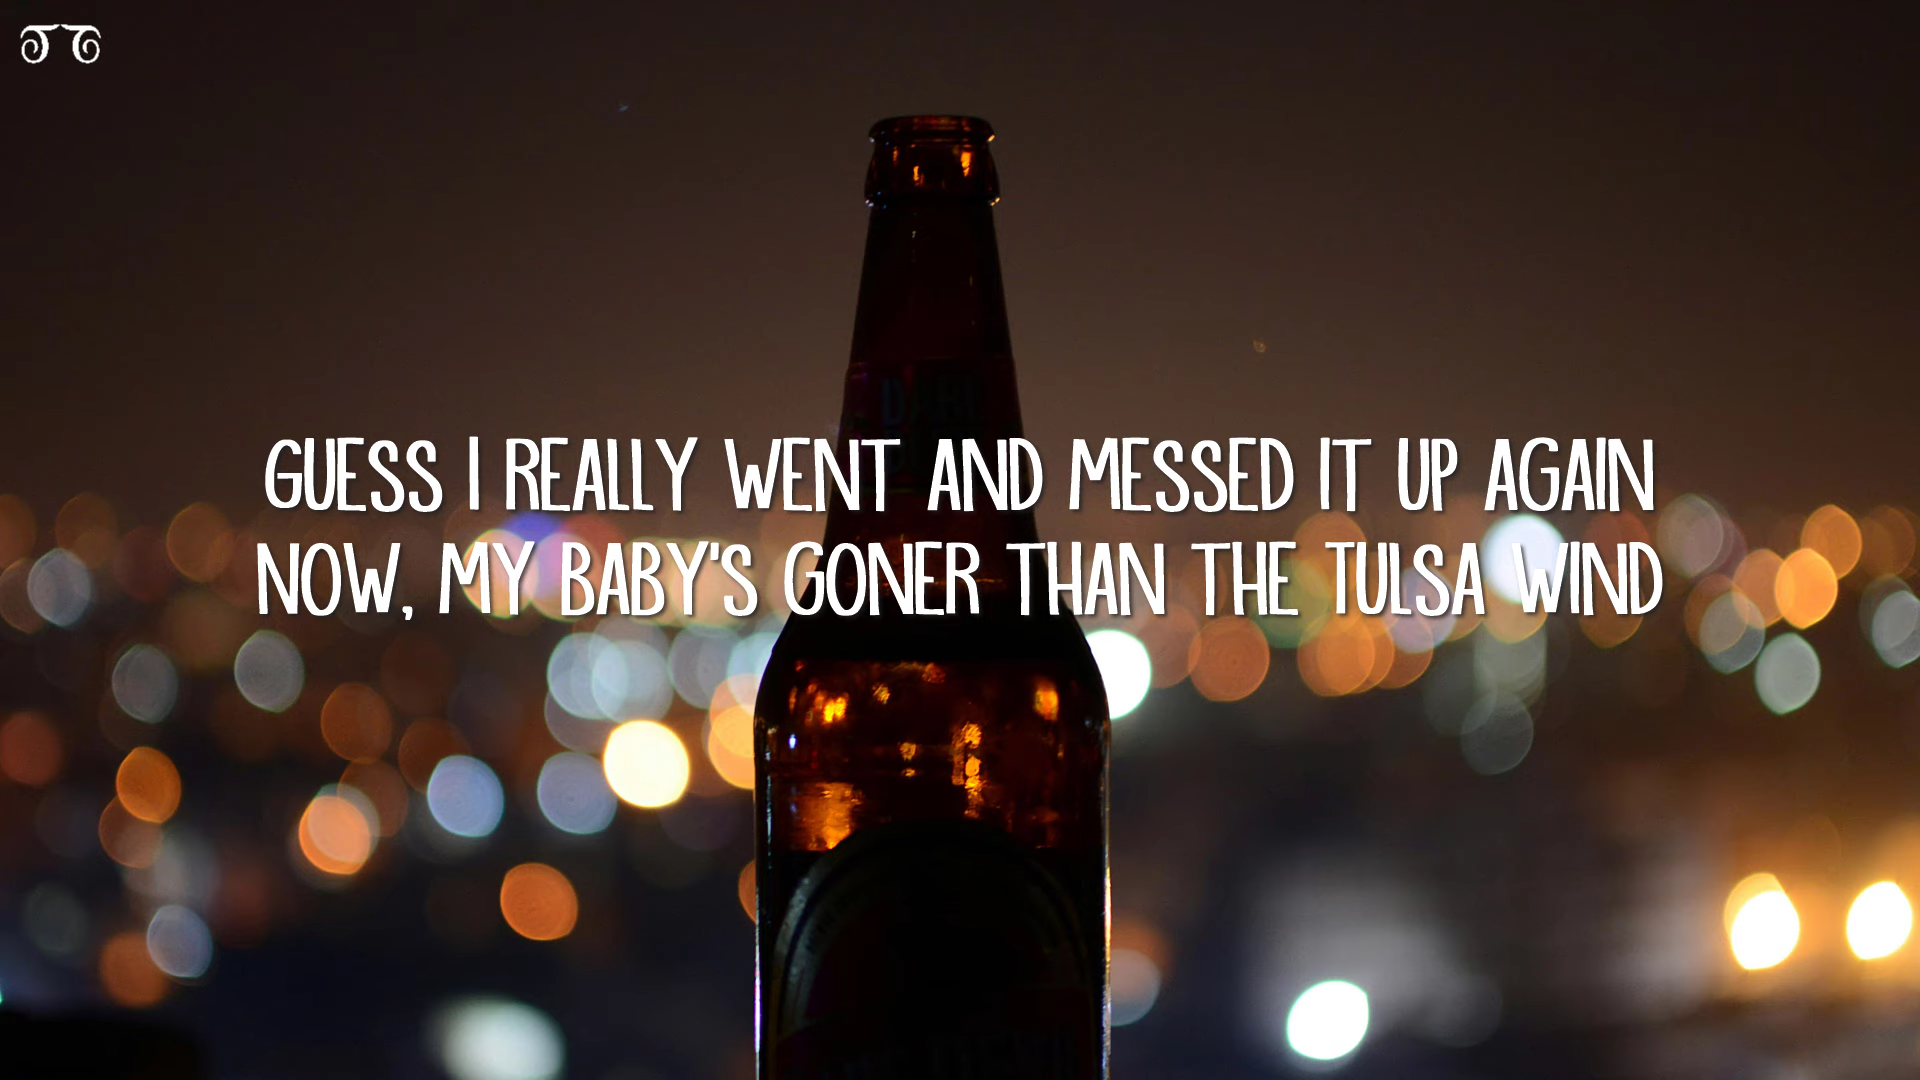 GUESS I REALLY WENT AND MESSED IT UP AGAIN
NOW, MY BABY'S GONER THAN THE TULSA WIND